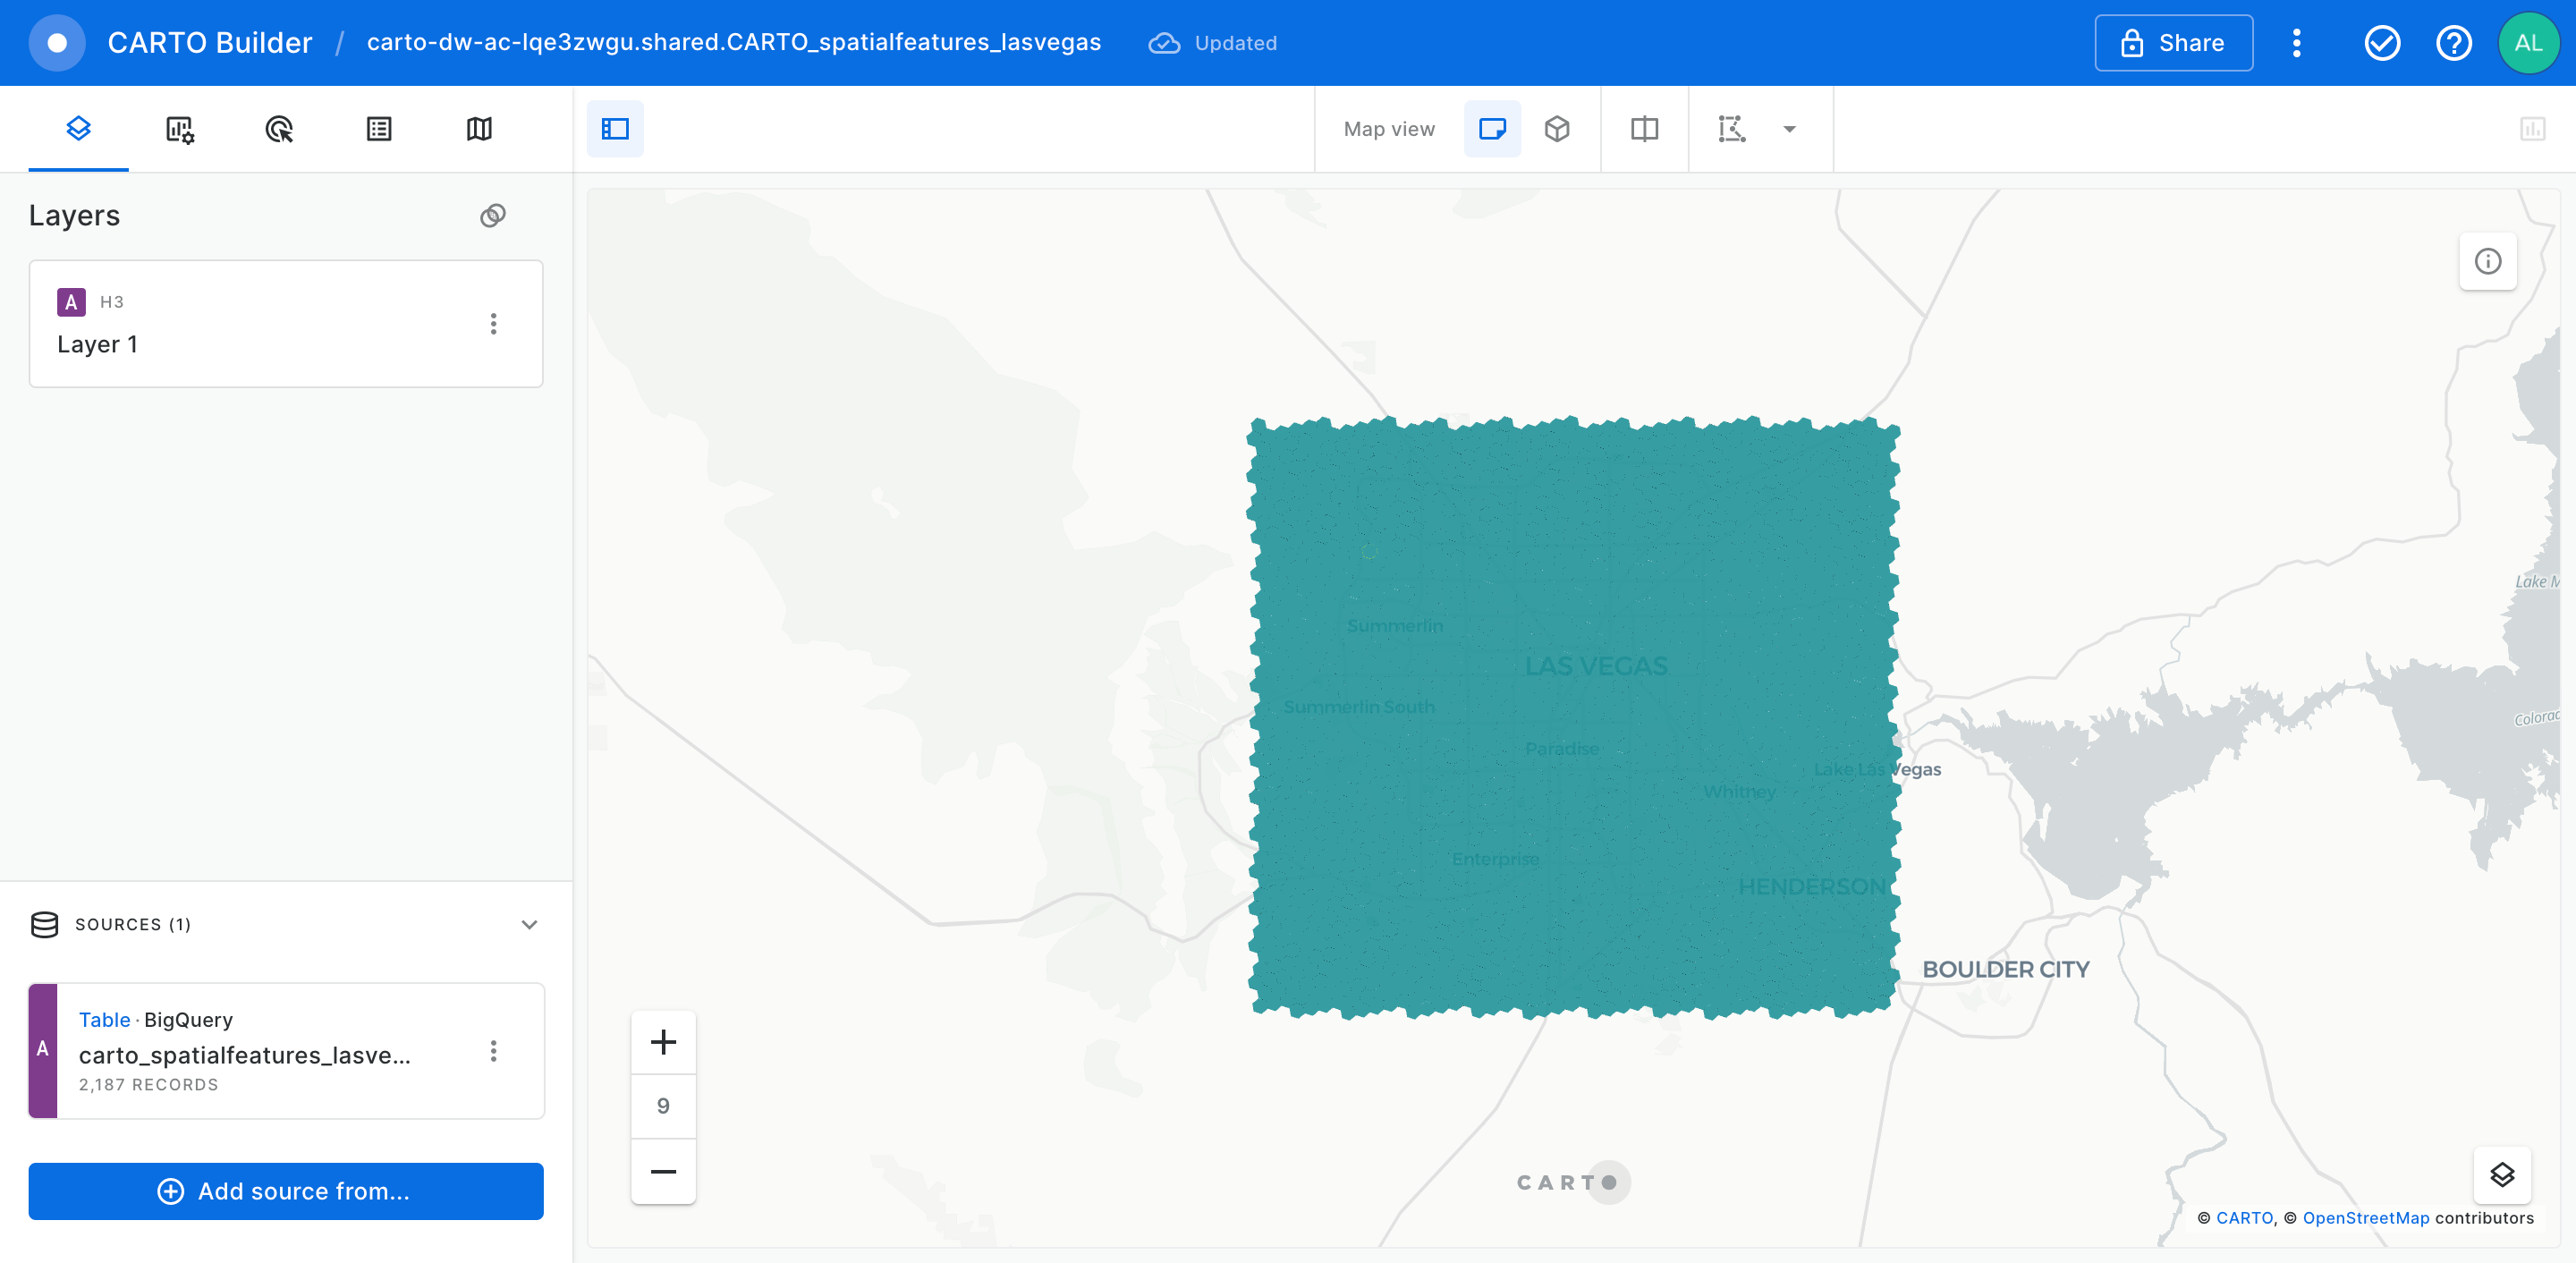 CARTO Builder / carto-dw-ac-lqe3zwgu.shared.CARTO_spatialfeatures_lasvegas Updated Share AL
Map view
Layers
A H3
Layer 1
Summerlin
LAS VEGAS
Summerlin South
Paradise
Lake Las Vegas
Whitney
Enterprise
HENDERSON
BOULDER CITY
Lake M
Colorad
SOURCES (1)
A
Table · BigQuery
carto_spatialfeatures_lasve...
2,187 RECORDS
Add source from...
9
CARTO
© CARTO, © OpenStreetMap contributors